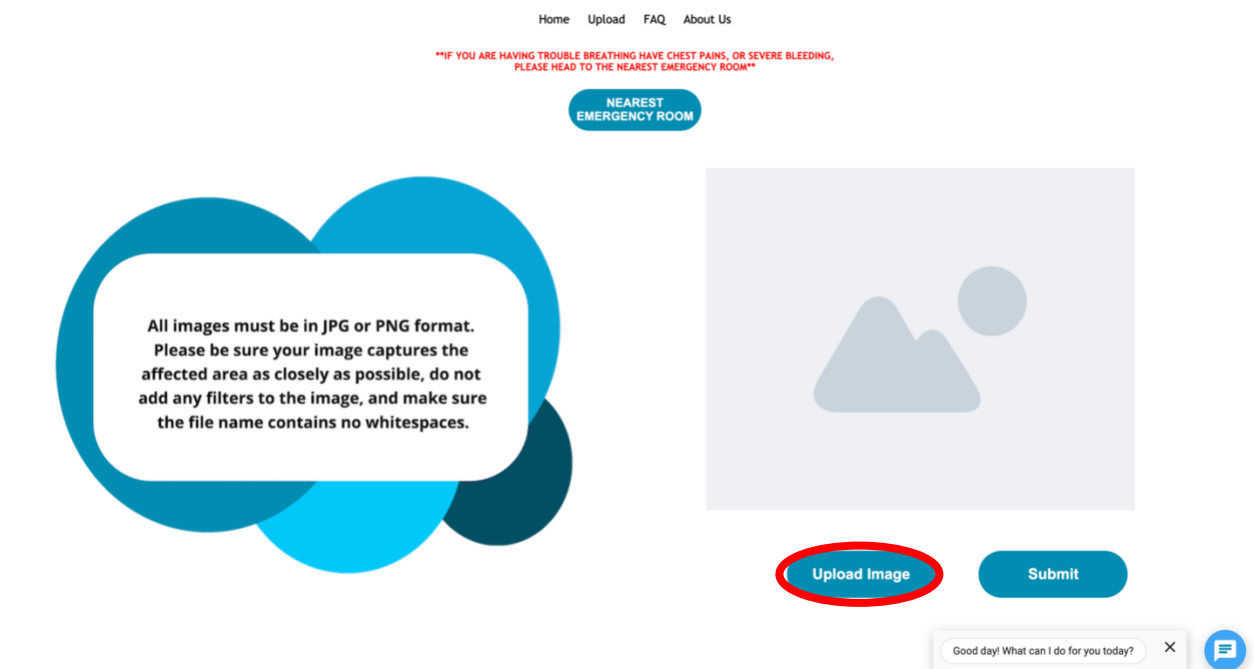 Home Upload FAQ About Us
**IF YOU ARE HAVING TROUBLE BREATHING HAVE CHEST PAINS, OR SEVERE BLEEDING,
PLEASE HEAD TO THE NEAREST EMERGENCY ROOM**
NEAREST
EMERGENCY ROOM
All images must be in JPG or PNG format.
Please be sure your image captures the
affected area as closely as possible, do not
add any filters to the image, and make sure
the file name contains no whitespaces.
Upload Image
Submit
Good day! What can I do for you today?